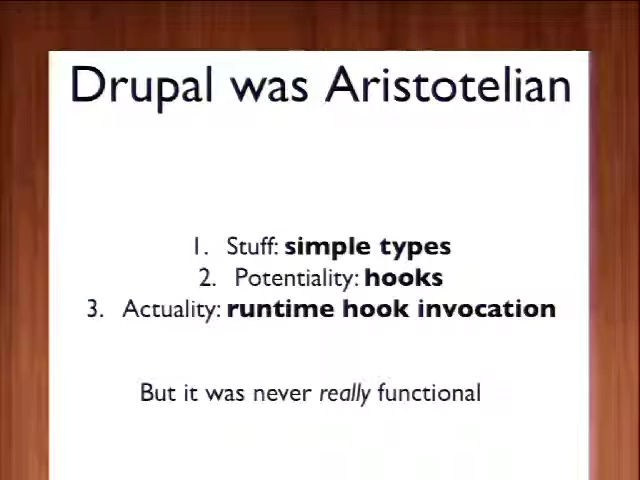 Drupal was Aristotelian
1. Stuff: simple types
2. Potentiality: hooks
3. Actuality: runtime hook invocation
But it was never really functional